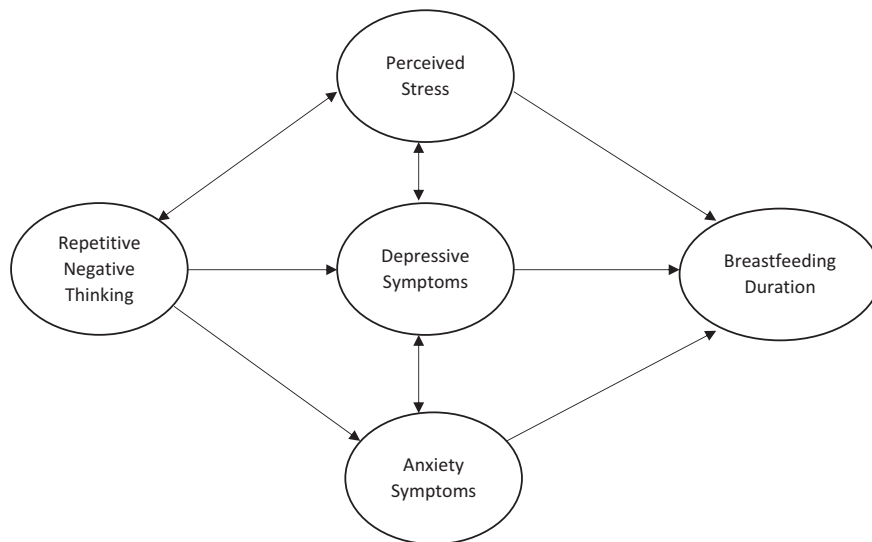 Perceived
Stress
Repetitive
Negative
Thinking
Depressive
Symptoms
Breastfeeding
Duration
Anxiety
Symptoms